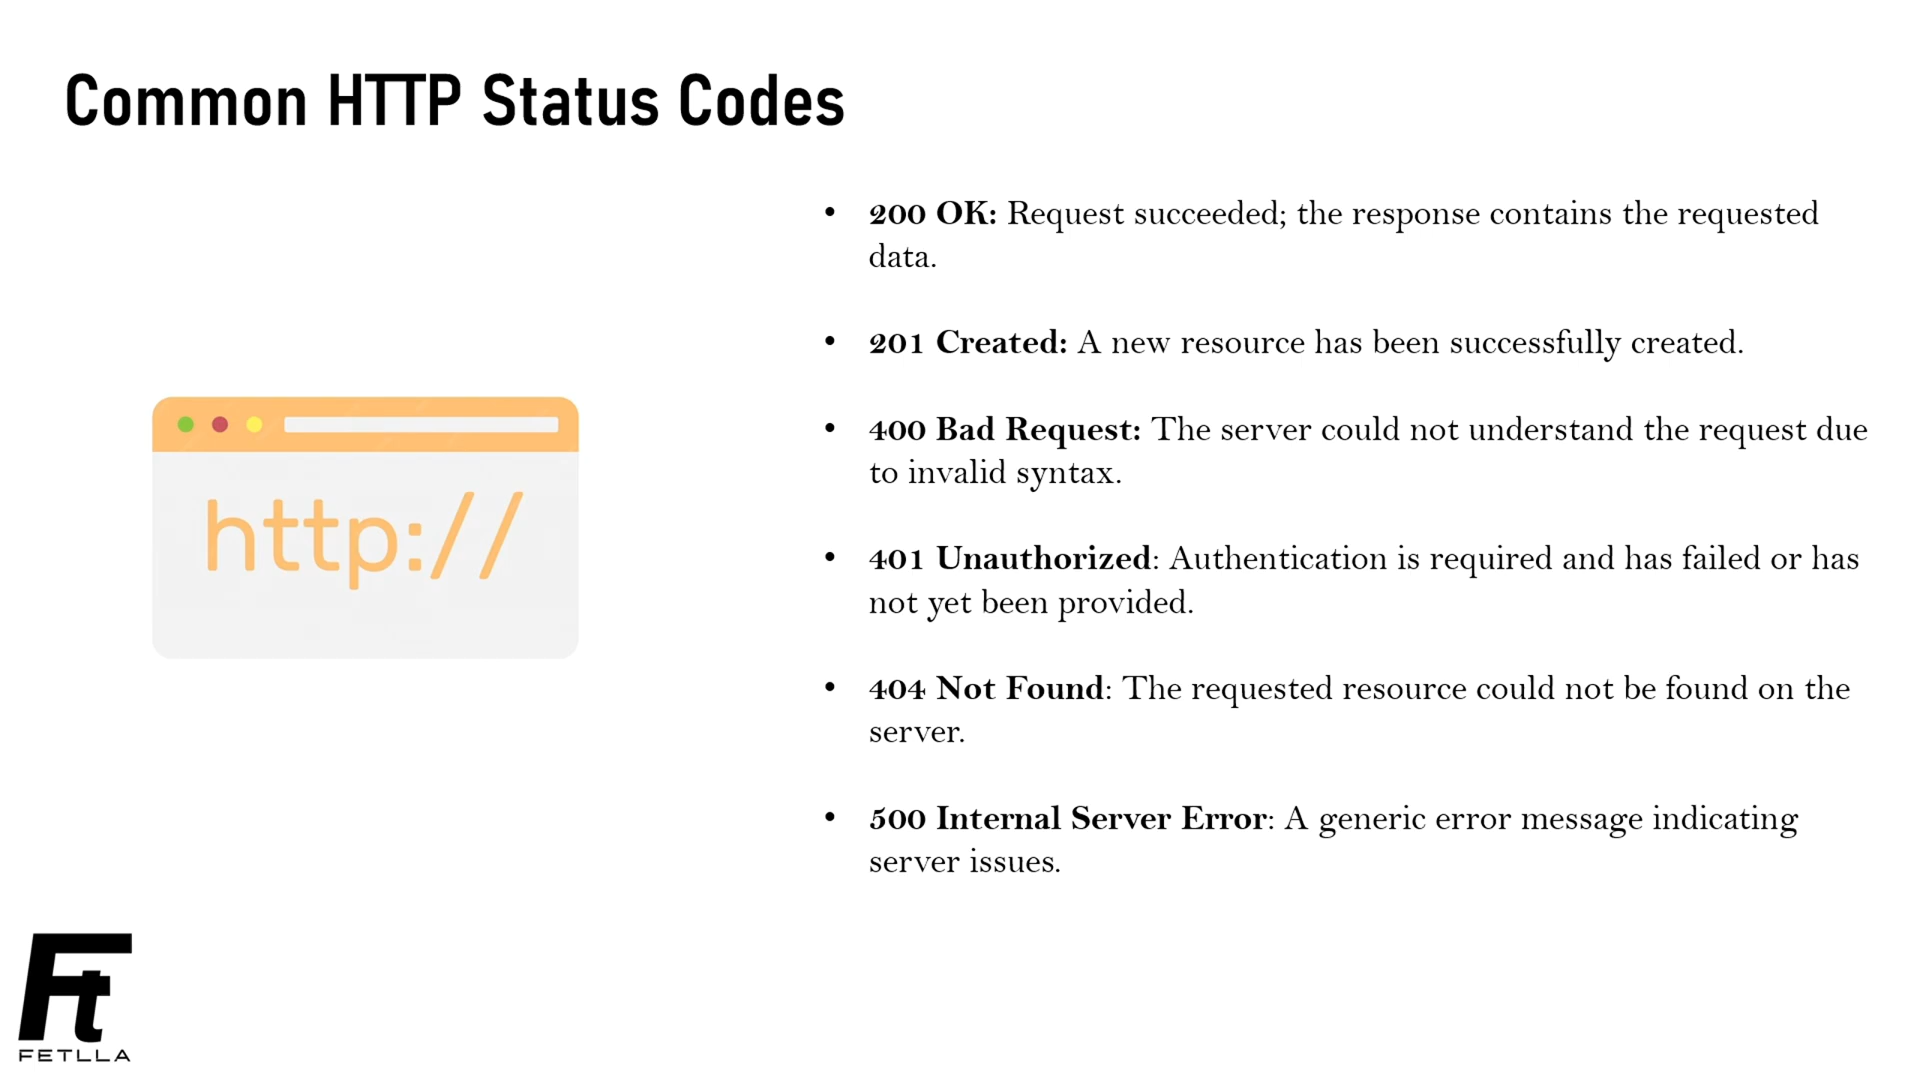 Common HTTP Status Codes
• 200 OK: Request succeeded; the response contains the requested
data.
• 201 Created: A new resource has been successfully created.
• 400 Bad Request: The server could not understand the request due
to invalid syntax.
• 401 Unauthorized: Authentication is required and has failed or has
not yet been provided.
• 404 Not Found: The requested resource could not be found on the
server.
• 500 Internal Server Error: A generic error message indicating
server issues.
http://
Ft
FETLLA